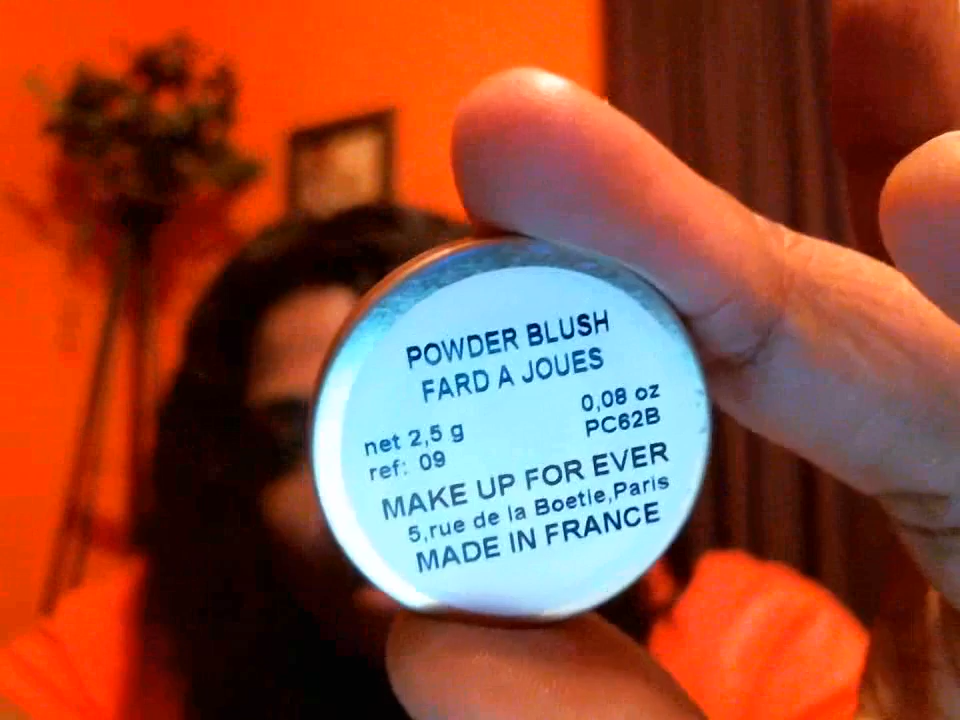 POWDER BLUSH
FARD A JOUES
net 2,5 g 0,08 oz
ref: 09 PC62B
MAKE UP FOR EVER
5,rue de la Boetie,Paris
MADE IN FRANCE